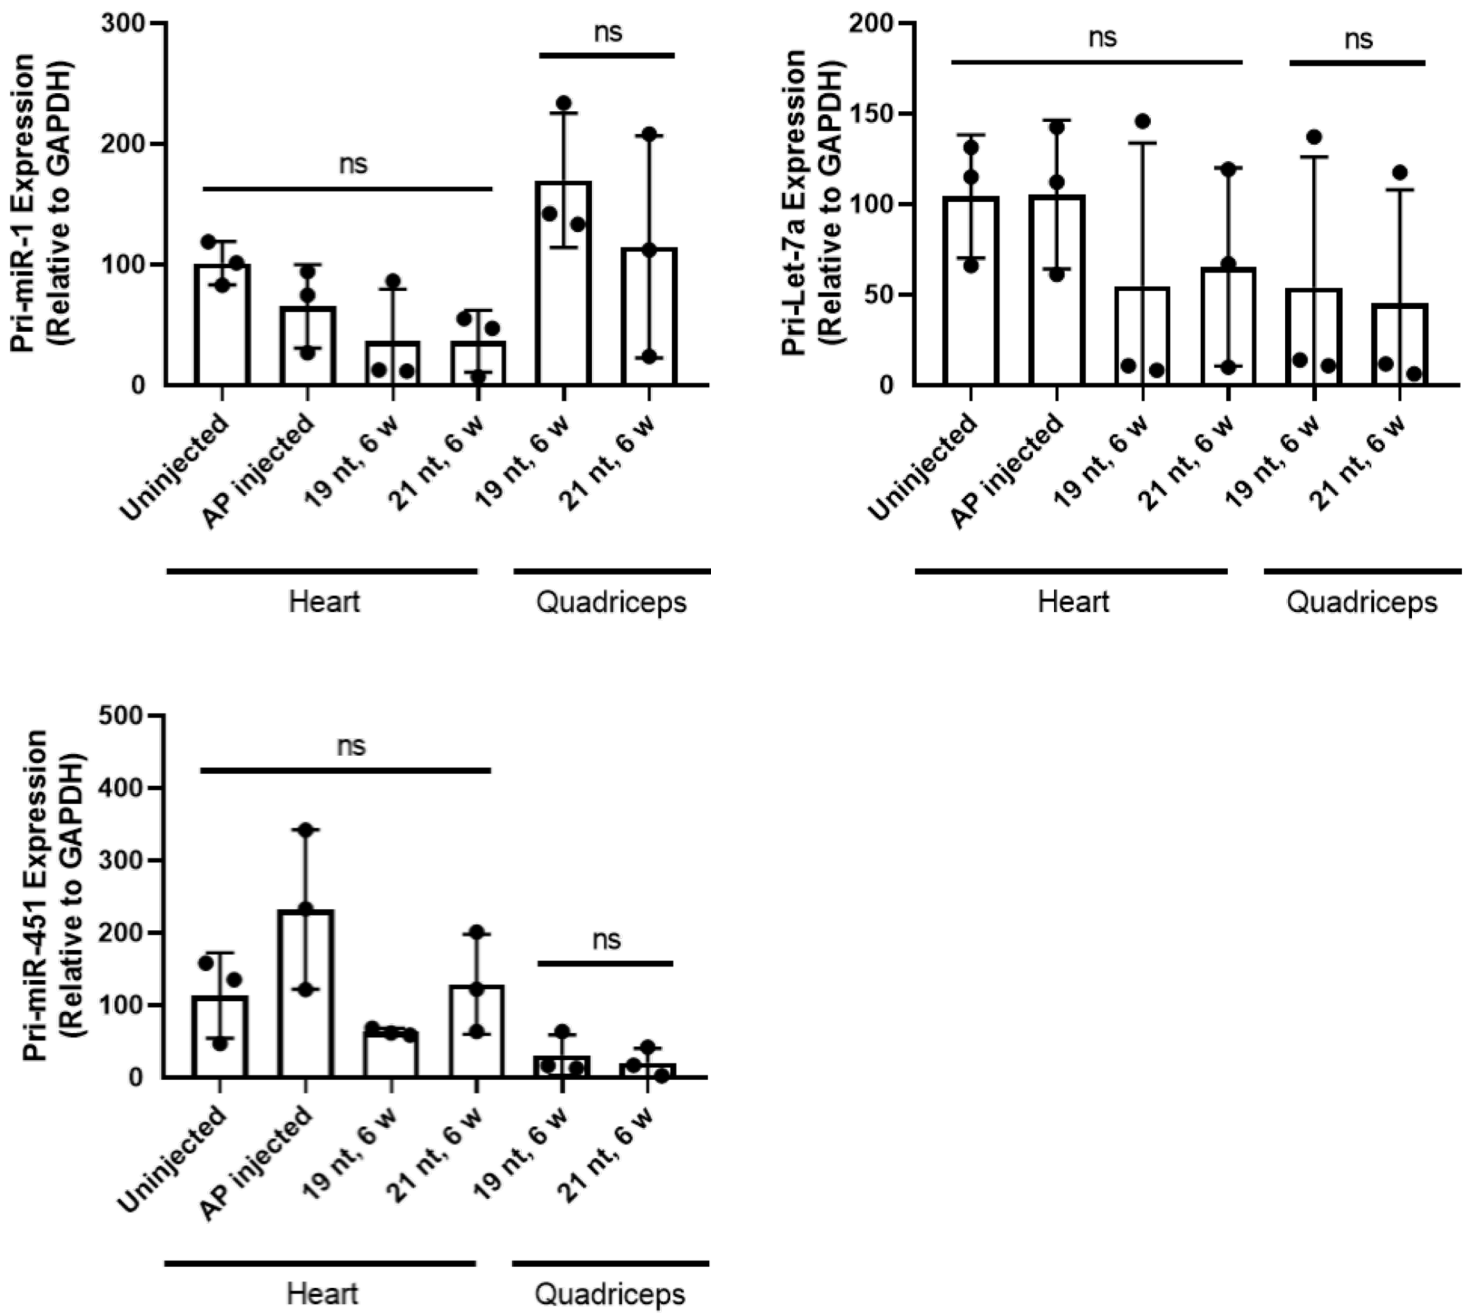 Pri-miR-1 Expression
(Relative to GAPDH)
300
200
100
0
ns
ns
Uninjected
AP injected
19 nt, 6 w
21 nt, 6 w
19 nt, 6 w
21 nt, 6 w
Heart
Quadriceps
Pri-Let-7a Expression
(Relative to GAPDH)
200
150
100
50
0
ns
ns
Uninjected
AP injected
19 nt, 6 w
21 nt, 6 w
19 nt, 6 w
21 nt, 6 w
Heart
Quadriceps
Pri-miR-451 Expression
(Relative to GAPDH)
500
400
300
200
100
0
ns
ns
Uninjected
AP injected
19 nt, 6 w
21 nt, 6 w
19 nt, 6 w
21 nt, 6 w
Heart
Quadriceps